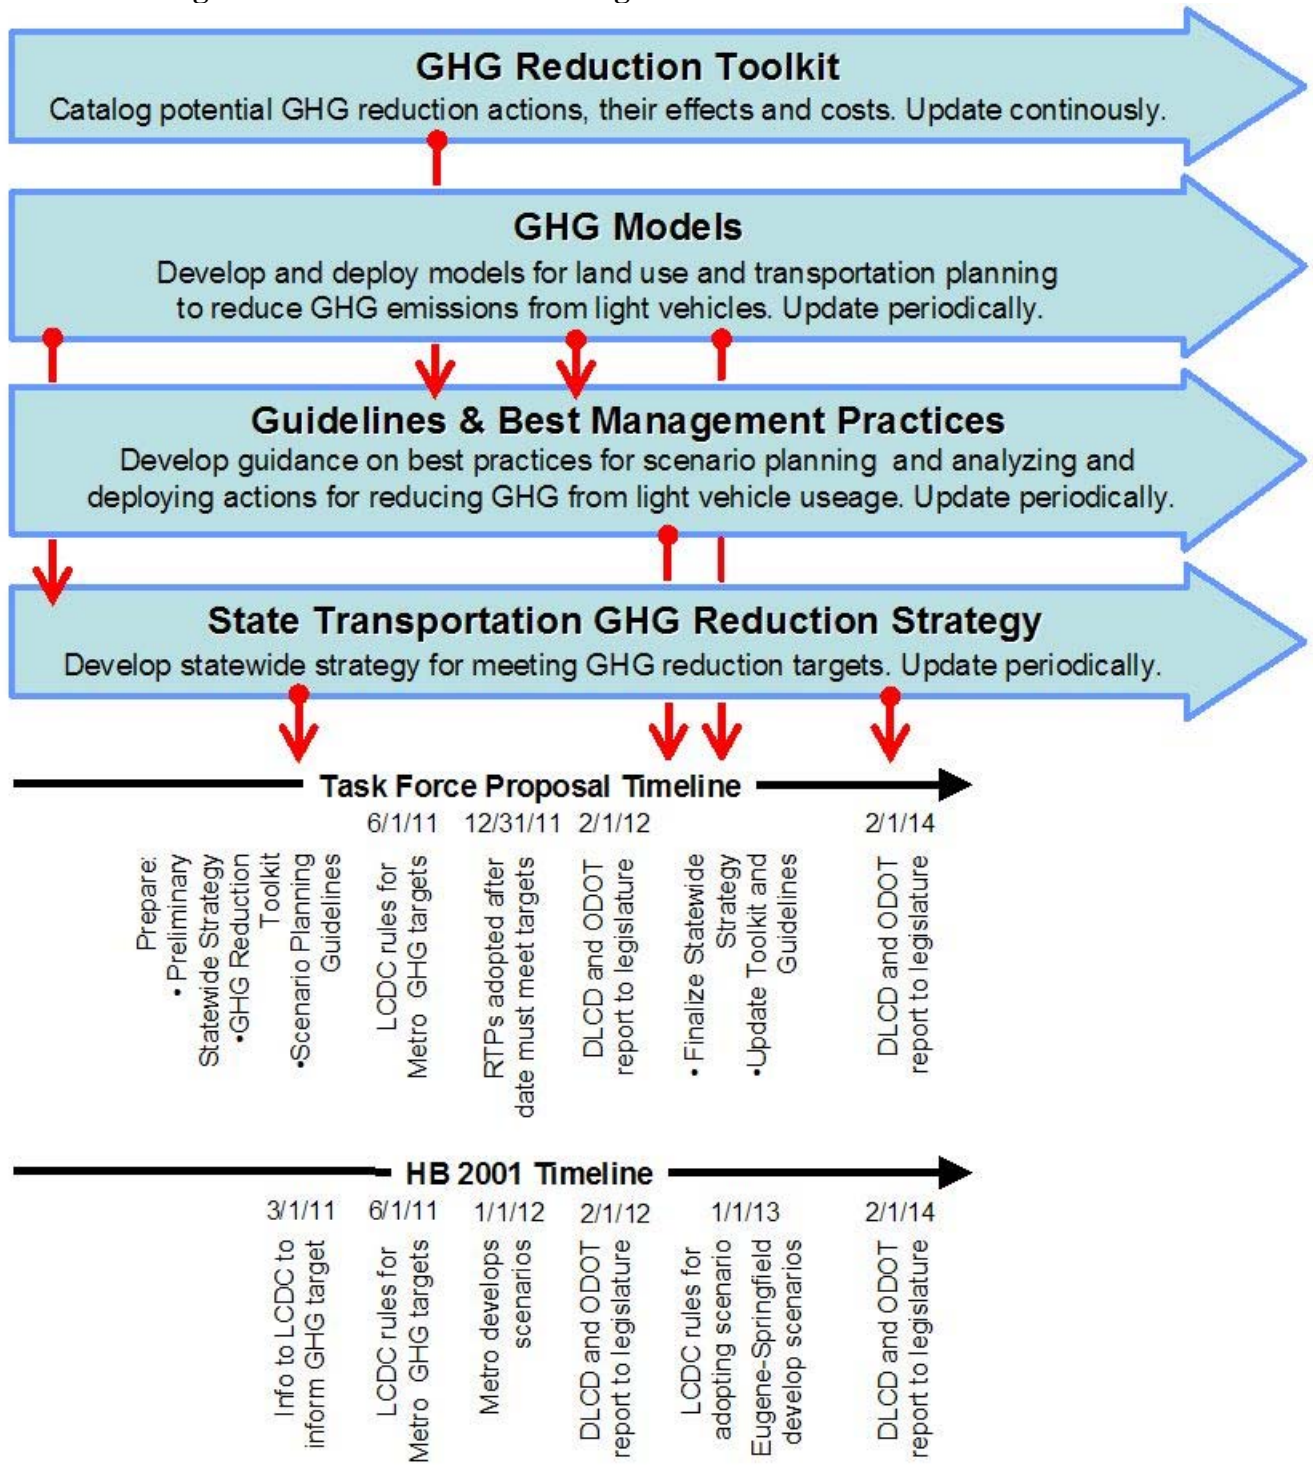 GHG Reduction Toolkit
Catalog potential GHG reduction actions, their effects and costs. Update continously.
GHG Models
Develop and deploy models for land use and transportation planning
to reduce GHG emissions from light vehicles. Update periodically.
Guidelines & Best Management Practices
Develop guidance on best practices for scenario planning and analyzing and
deploying actions for reducing GHG from light vehicle useage. Update periodically.
State Transportation GHG Reduction Strategy
Develop statewide strategy for meeting GHG reduction targets. Update periodically.
Task Force Proposal Timeline
6/1/11
12/31/11
2/1/12
2/1/14
Prepare:
• Preliminary
Statewide Strategy
•GHG Reduction
Toolkit
•Scenario Planning
Guidelines
LCDC rules for
Metro GHG targets
RTPs adopted after
date must meet targets
DLCD and ODOT
report to legislature
• Finalize Statewide
Strategy
•Update Toolkit and
Guidelines
DLCD and ODOT
report to legislature
HB 2001 Timeline
3/1/11
6/1/11
1/1/12
2/1/12
1/1/13
2/1/14
Info to LCDC to
inform GHG target
LCDC rules for
Metro GHG targets
Metro develops
scenarios
DLCD and ODOT
report to legislature
LCDC rules for
adopting scenario
Eugene-Springfield
develop scenarios
DLCD and ODOT
report to legislature